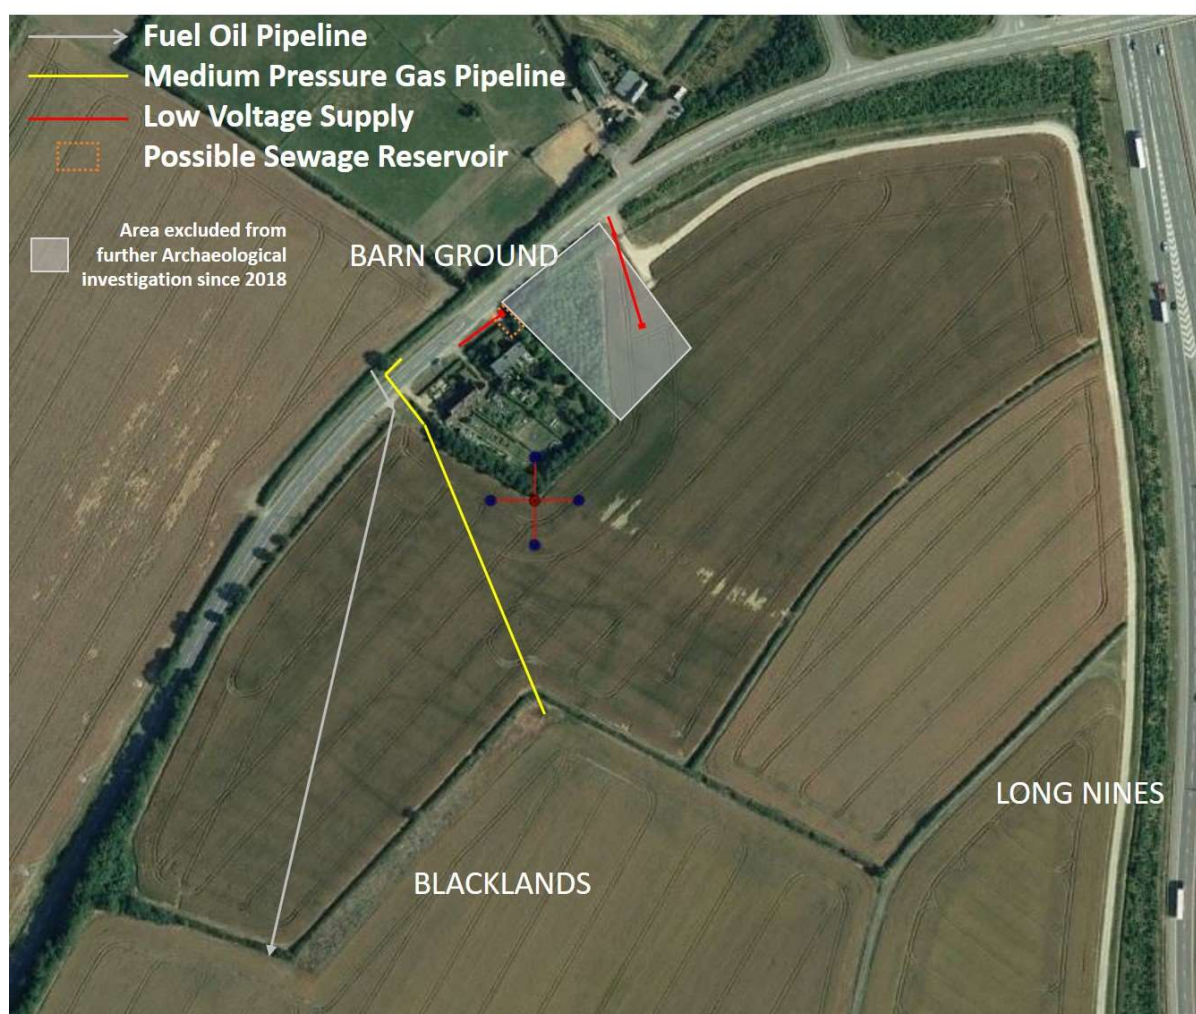 Fuel Oil Pipeline
Medium Pressure Gas Pipeline
Low Voltage Supply
Possible Sewage Reservoir
Area excluded from
further Archaeological
investigation since 2018
BARN GROUND
LONG NINES
BLACKLANDS